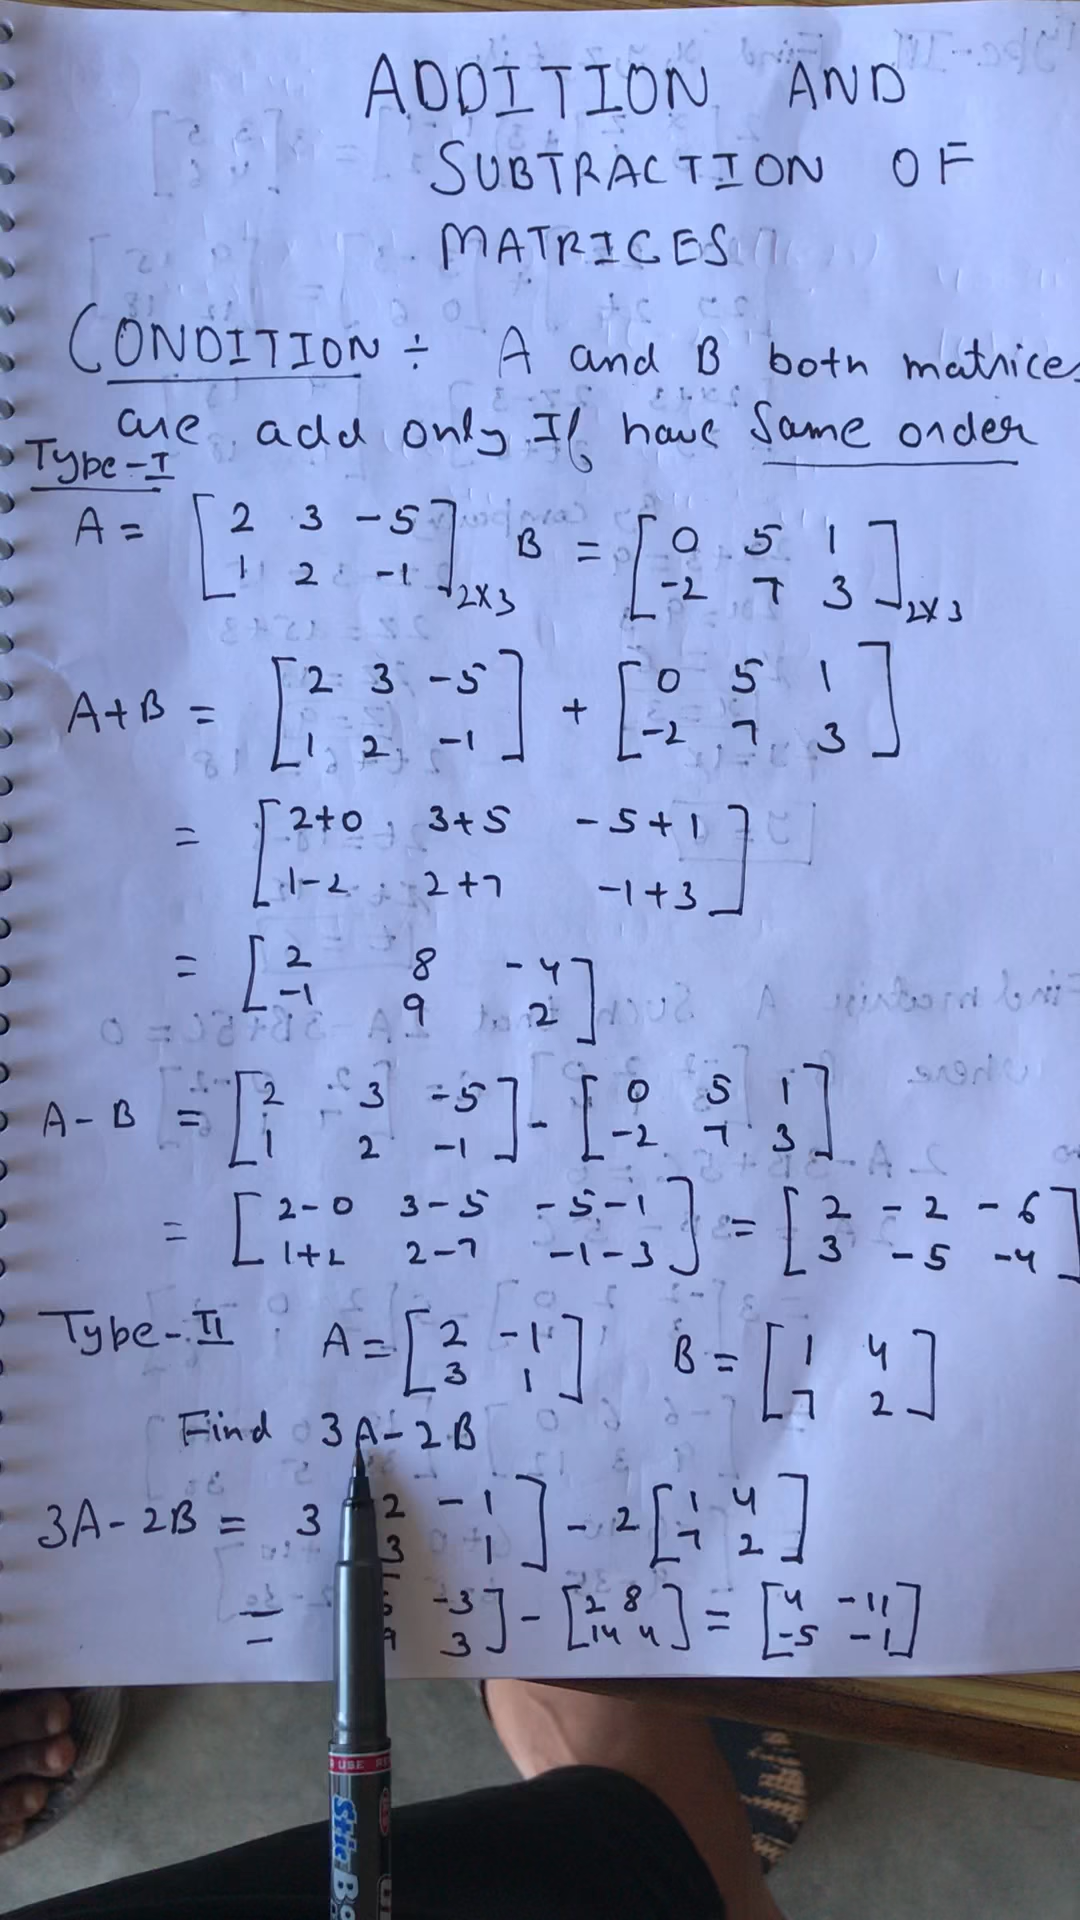 ADDITION AND
SUBTRACTION OF
MATRICES
CONDITION ÷ A and B both matrices
are add only If have Same order
Type-I
A = [2 3 -5
1 2 -1]2x3 B = [0 5 1
-2 7 3]2x3
A+B = [2 3 -5
1 2 -1] + [0 5 1
-2 7 3]
= [2+0 3+5 -5+1
1-2 2+7 -1+3]
= [2 8 -4
-1 9 2]
A-B = [2 3 -5
1 2 -1] - [0 5 1
-2 7 3]
= [2-0 3-5 -5-1
1+2 2-7 -1-3] = [2 -2 -6
3 -5 -4]
Type-II A = [2 -1
3 1] B = [1 4
7 2]
Find 3A-2B
3A-2B = 3 2 -1
3 1] - 2[1 4
7 2]
= -3
3] - [2 8
14 4] = [4 -11
-5 -1]
USE
Stic